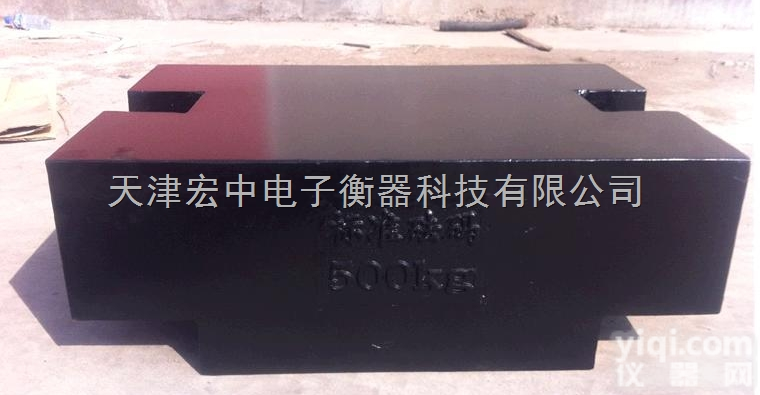 天津宏中电子衡器科技有限公司
标准砝码
500kg
yiqi.com
仪器网